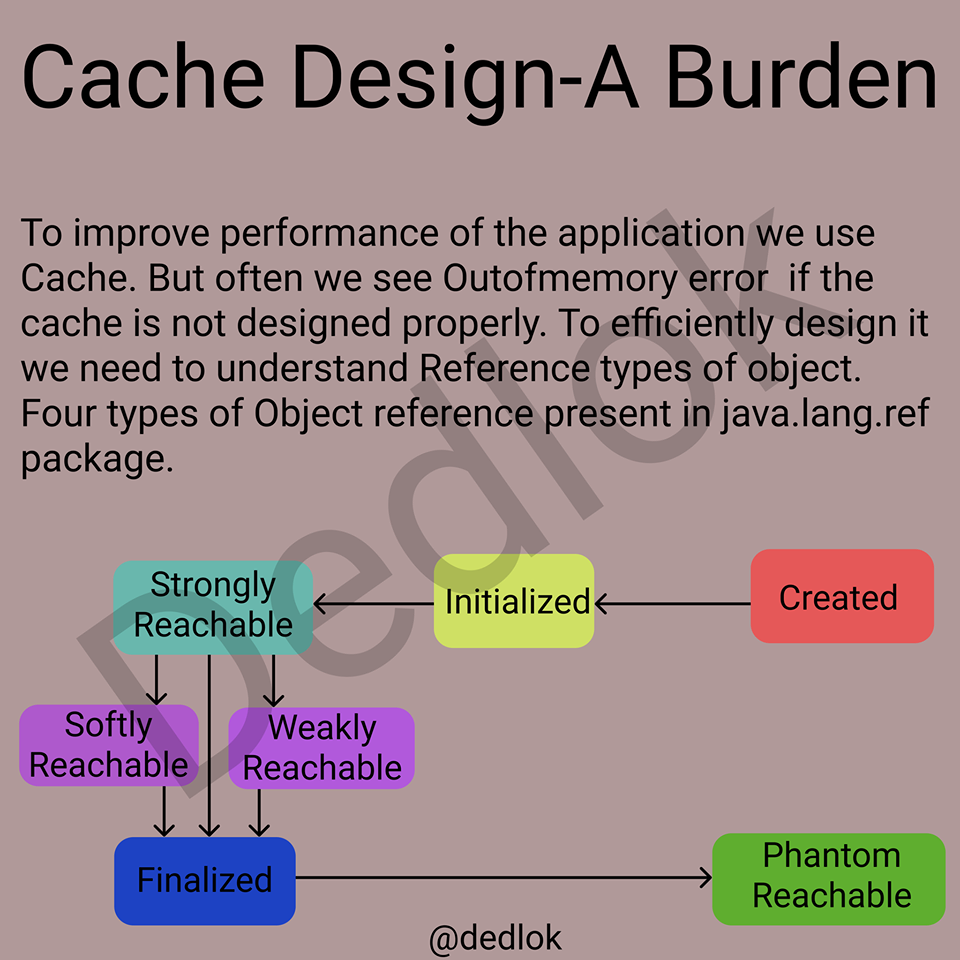 Cache Design-A Burden
To improve performance of the application we use
Cache. But often we see Outofmemory error  if the
cache is not designed properly. To efficiently design it
we need to understand Reference types of object.
Four types of Object reference present in java.lang.ref
package.
Strongly
Reachable
Initialized
Created
Softly
Reachable
Weakly
Reachable
Finalized
Phantom
Reachable
@dedlok
Dedlok